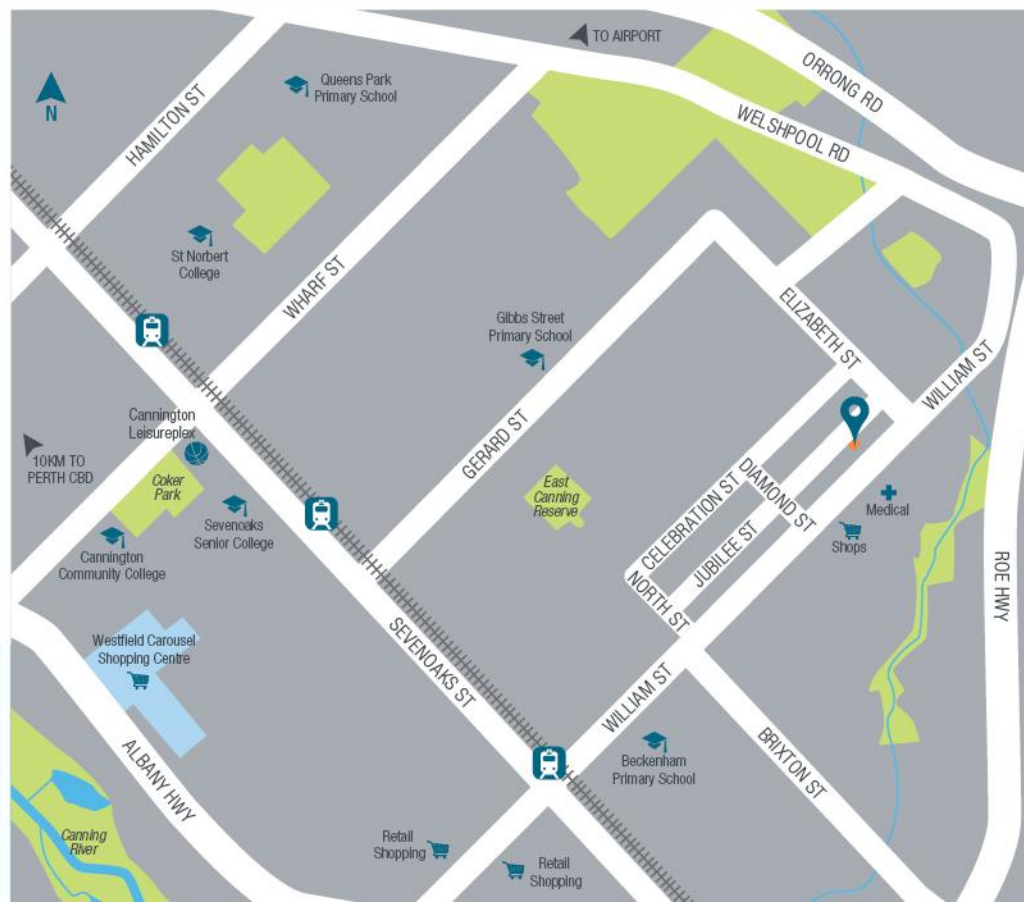 TO AIRPORT
ORRONG RD
Queens Park
Primary School
HAMILTON ST
N
WELSHPOOL RD
St Norbert
College
WHARF ST
Gibbs Street
Primary School
ELIZABETH ST
WILLIAM ST
Cannington
Leisureplex
10KM TO
PERTH CBD
GERARD ST
Coker
Park
East
Canning
Reserve
DIAMOND ST
CELEBRATION ST
Medical
Sevenoaks
Senior College
Shops
JUBILEE ST
Cannington
Community College
NORTH ST
ROE HWY
Westfield Carousel
Shopping Centre
SEVENOAKS ST
WILLIAM ST
BRIXTON ST
Beckenham
Primary School
ALBANY HWY
Canning
River
Retail
Shopping
Retail
Shopping